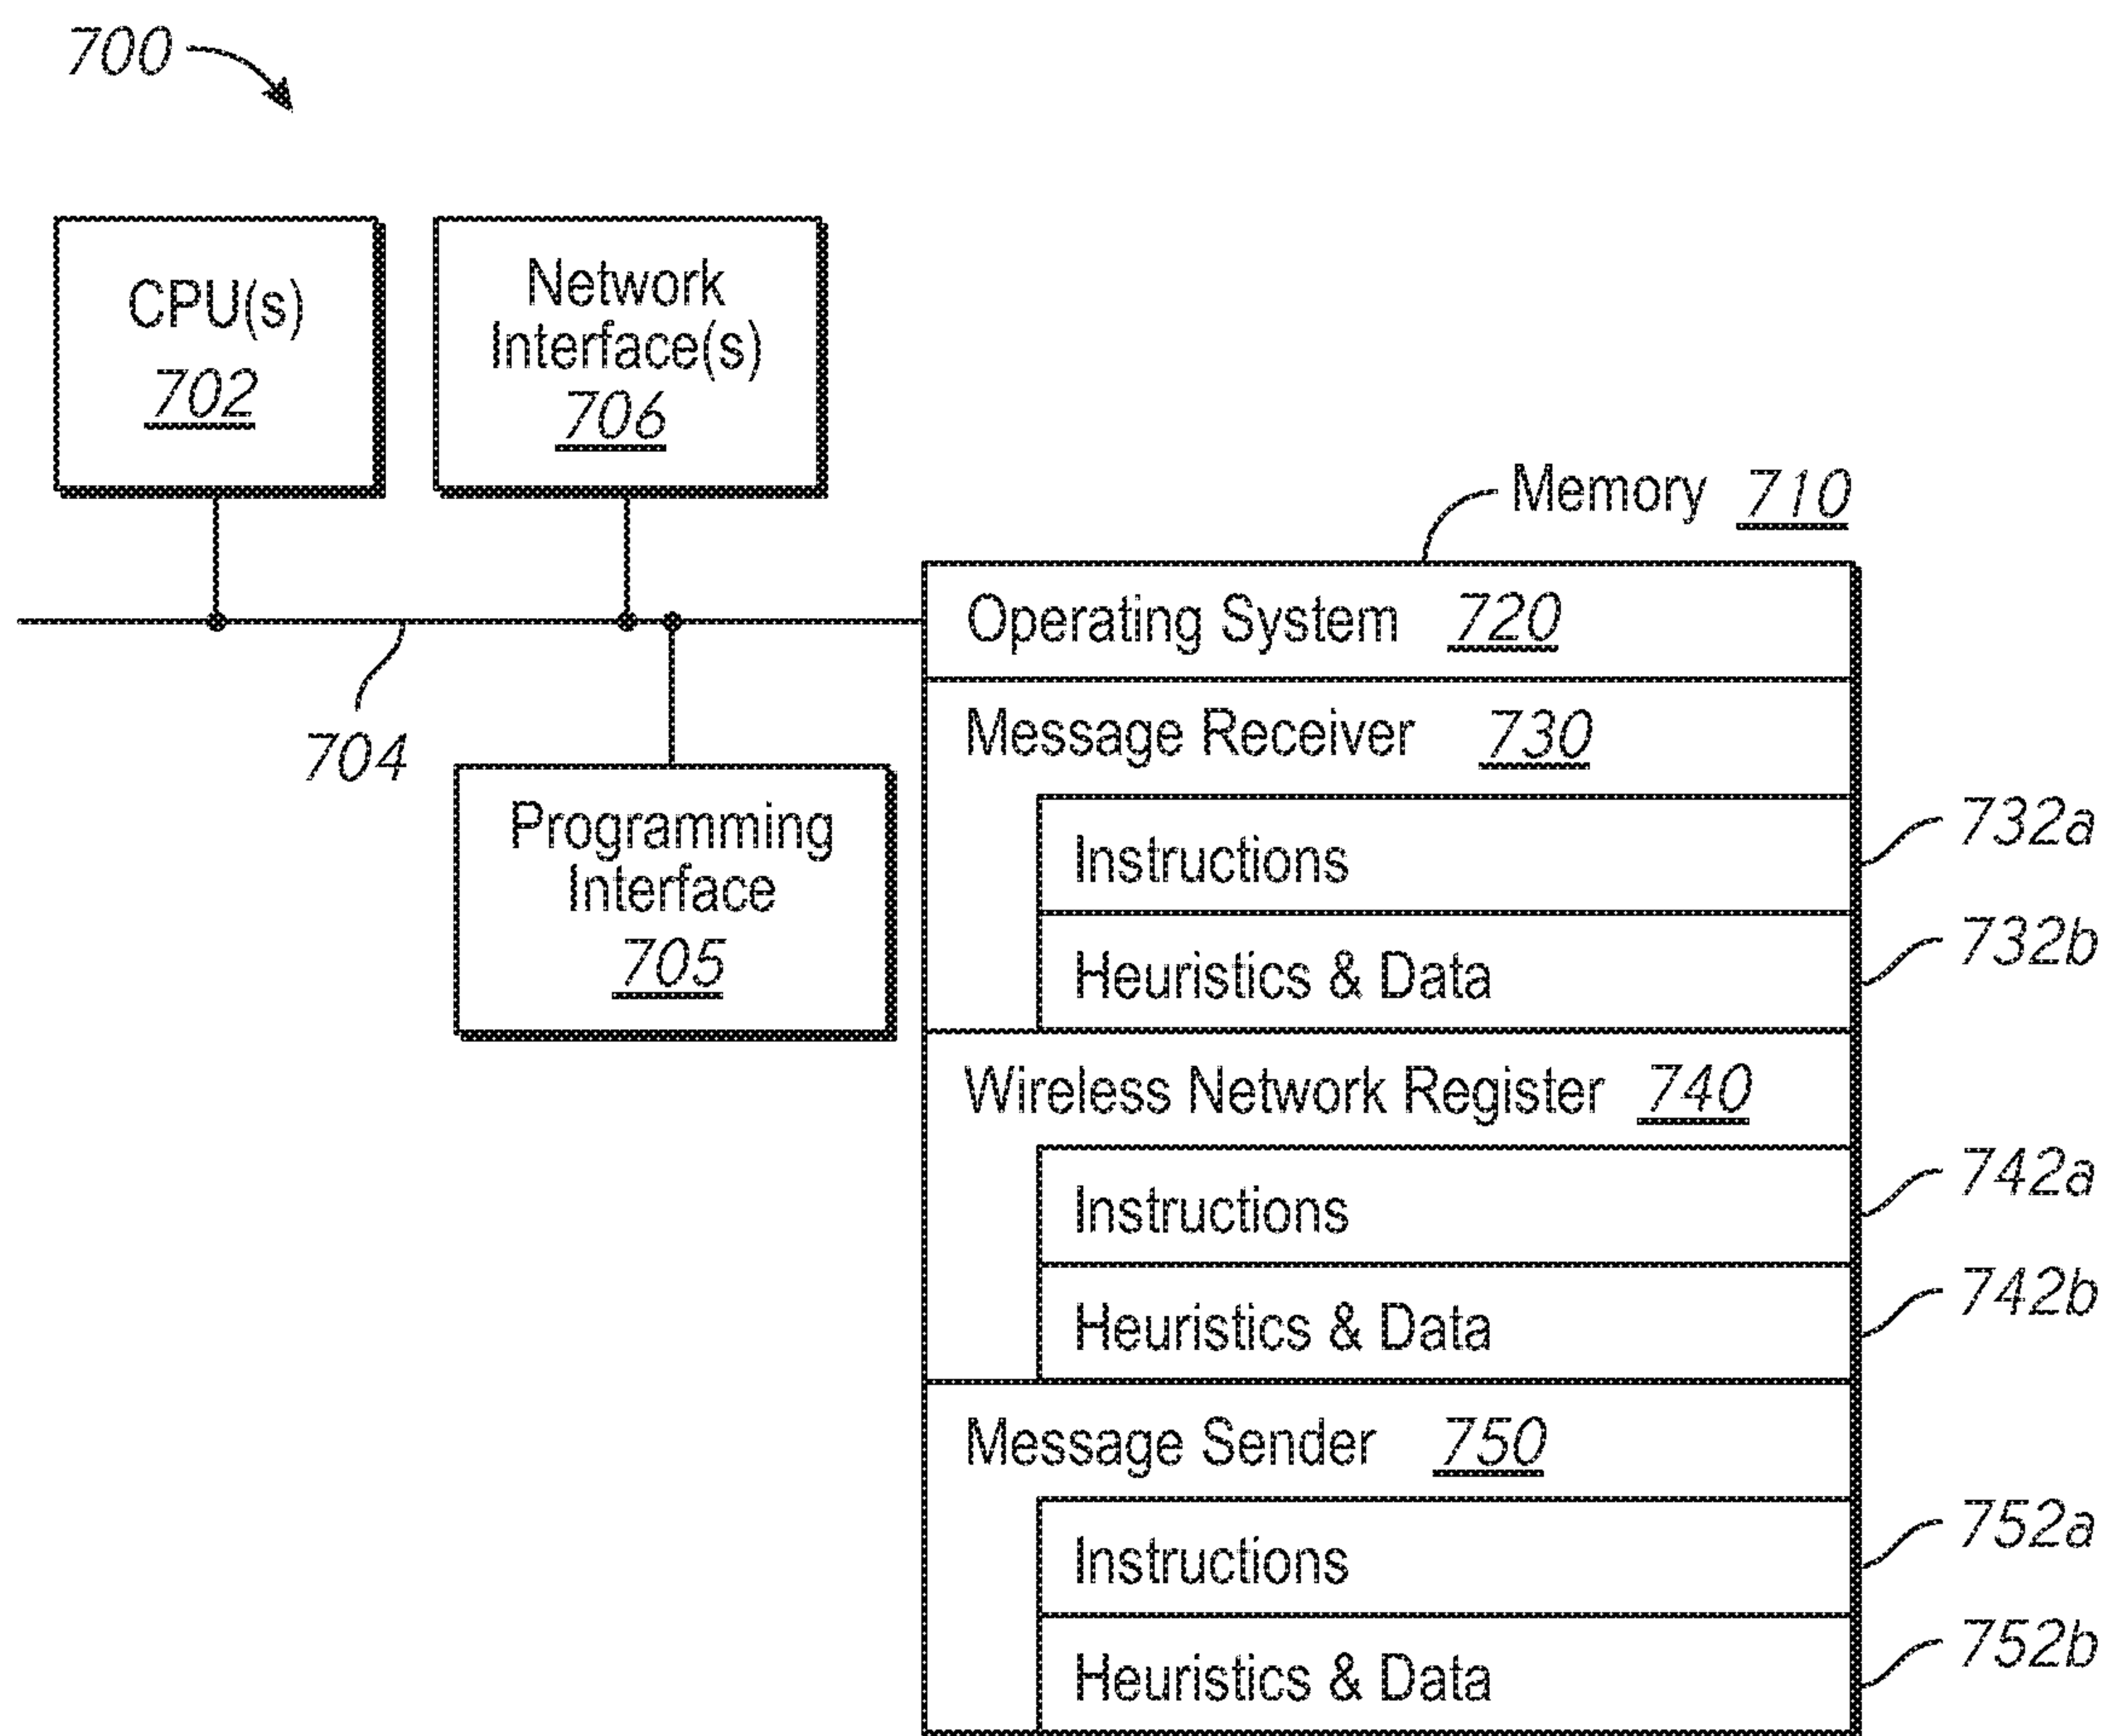 700
CPU(s)
702
Network
Interface(s)
706
Memory 710
704
Programming
Interface
705
Operating System 720
Message Receiver 730
Instructions
732a
Heuristics & Data
732b
Wireless Network Register 740
Instructions
742a
Heuristics & Data
742b
Message Sender 750
Instructions
752a
Heuristics & Data
752b